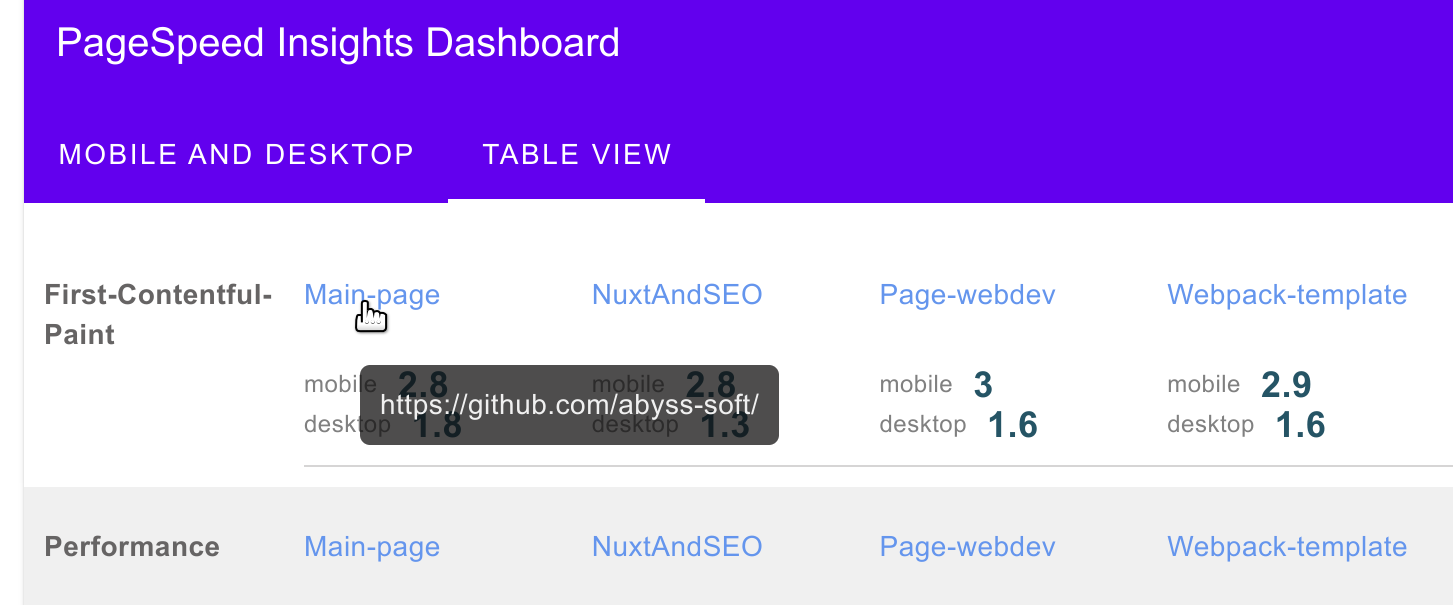 PageSpeed Insights Dashboard
MOBILE AND DESKTOP TABLE VIEW
First-Contentful-Paint Main-page NuxtAndSEO Page-webdev Webpack-template
mobile 2.8 mobile 2.8 mobile 3 mobile 2.9
https://github.com/abyss-soft/
desktop 1.8 desktop 1.3 desktop 1.6 desktop 1.6
Performance Main-page NuxtAndSEO Page-webdev Webpack-template